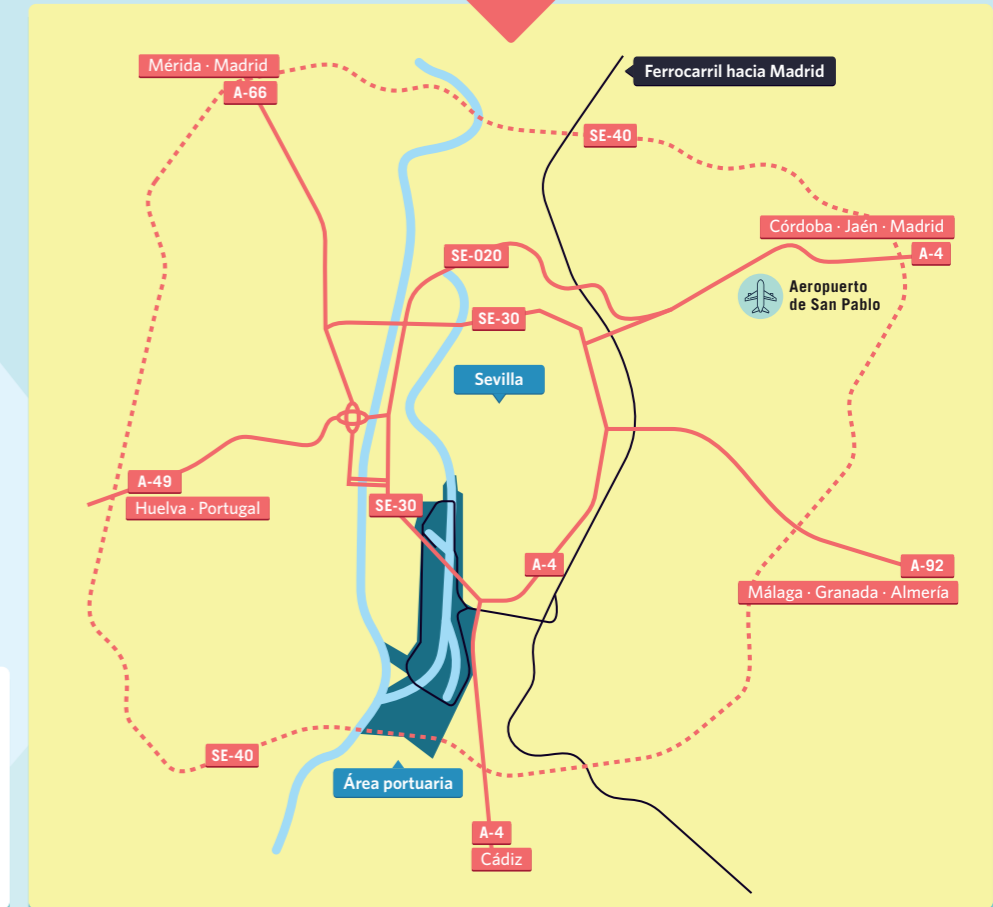 Mérida · Madrid
A-66
Ferrocarril hacia Madrid
SE-40
Córdoba · Jaén · Madrid
A-4
SE-020
Aeropuerto
de San Pablo
SE-30
Sevilla
A-49
Huelva · Portugal
SE-30
A-4
A-92
Málaga · Granada · Almería
SE-40
Área portuaria
A-4
Cádiz